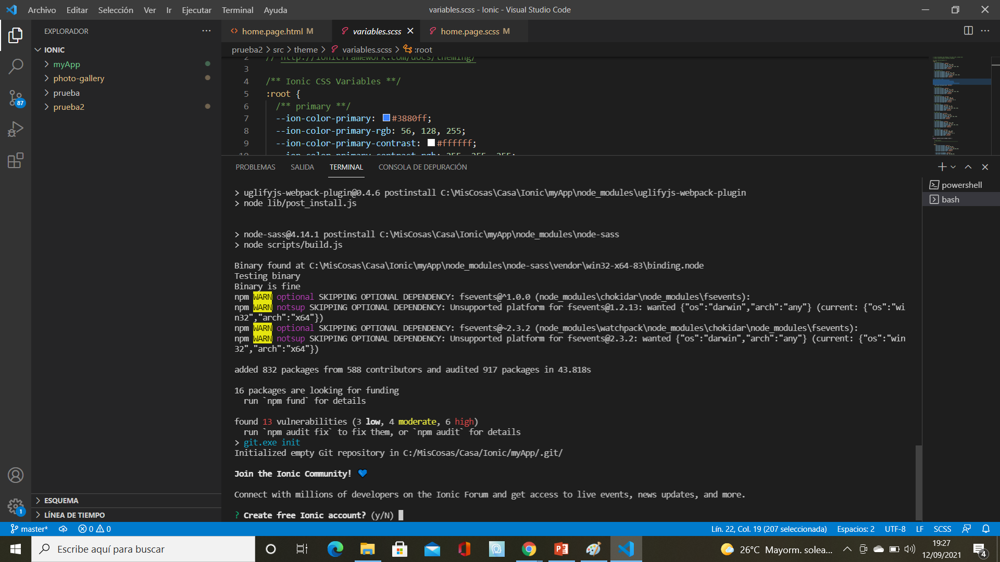 Archivo Editar Selección Ver Ir Ejecutar Terminal Ayuda
variables.scss - Ionic - Visual Studio Code
EXPLORADOR
IONIC
myApp
photo-gallery
prueba
prueba2
87
ESQUEMA
LÍNEA DE TIEMPO
1
home.page.html M
variables.scss
home.page.scss M
prueba2 > src > theme > variables.scss > :root
2 // http://ionicframework.com/docs/theming/
3
4 /** Ionic CSS Variables **/
5 :root {
6 /** primary **/
7 --ion-color-primary: #3880ff;
8 --ion-color-primary-rgb: 56, 128, 255;
9 --ion-color-primary-contrast: #ffffff;
10 --ion-color-primary-contrast-rgb: 255, 255, 255;
PROBLEMAS SALIDA TERMINAL CONSOLA DE DEPURACIÓN
powershell
bash
> uglifyjs-webpack-plugin@0.4.6 postinstall C:\MisCosas\Casa\Ionic\myApp\node_modules\uglifyjs-webpack-plugin
> node lib/post_install.js
> node-sass@4.14.1 postinstall C:\MisCosas\Casa\Ionic\myApp\node_modules\node-sass
> node scripts/build.js
Binary found at C:\MisCosas\Casa\Ionic\myApp\node_modules\node-sass\vendor\win32-x64-83\binding.node
Testing binary
Binary is fine
npm WARN optional SKIPPING OPTIONAL DEPENDENCY: fsevents@^1.0.0 (node_modules\chokidar\node_modules\fsevents):
npm WARN notsup SKIPPING OPTIONAL DEPENDENCY: Unsupported platform for fsevents@1.2.13: wanted {"os":"darwin","arch":"any"} (current: {"os":"wi
n32","arch":"x64"})
npm WARN optional SKIPPING OPTIONAL DEPENDENCY: fsevents@~2.3.2 (node_modules\watchpack\node_modules\chokidar\node_modules\fsevents):
npm WARN notsup SKIPPING OPTIONAL DEPENDENCY: Unsupported platform for fsevents@2.3.2: wanted {"os":"darwin","arch":"any"} (current: {"os":"win
32","arch":"x64"})
added 832 packages from 588 contributors and audited 917 packages in 43.818s
16 packages are looking for funding
run `npm fund` for details
found 13 vulnerabilities (3 low, 4 moderate, 6 high)
run `npm audit fix` to fix them, or `npm audit` for details
> git.exe init
Initialized empty Git repository in C:/MisCosas/Casa/Ionic/myApp/.git/
Join the Ionic Community! 💙
Connect with millions of developers on the Ionic Forum and get access to live events, news updates, and more.
? Create free Ionic account? (y/N)
master* 0 0
Lín. 22, Col. 19 (207 seleccionada) Espacios: 2 UTF-8 LF SCSS
Escribe aquí para buscar
26°C Mayorm. solea...
19:27
12/09/2021
4